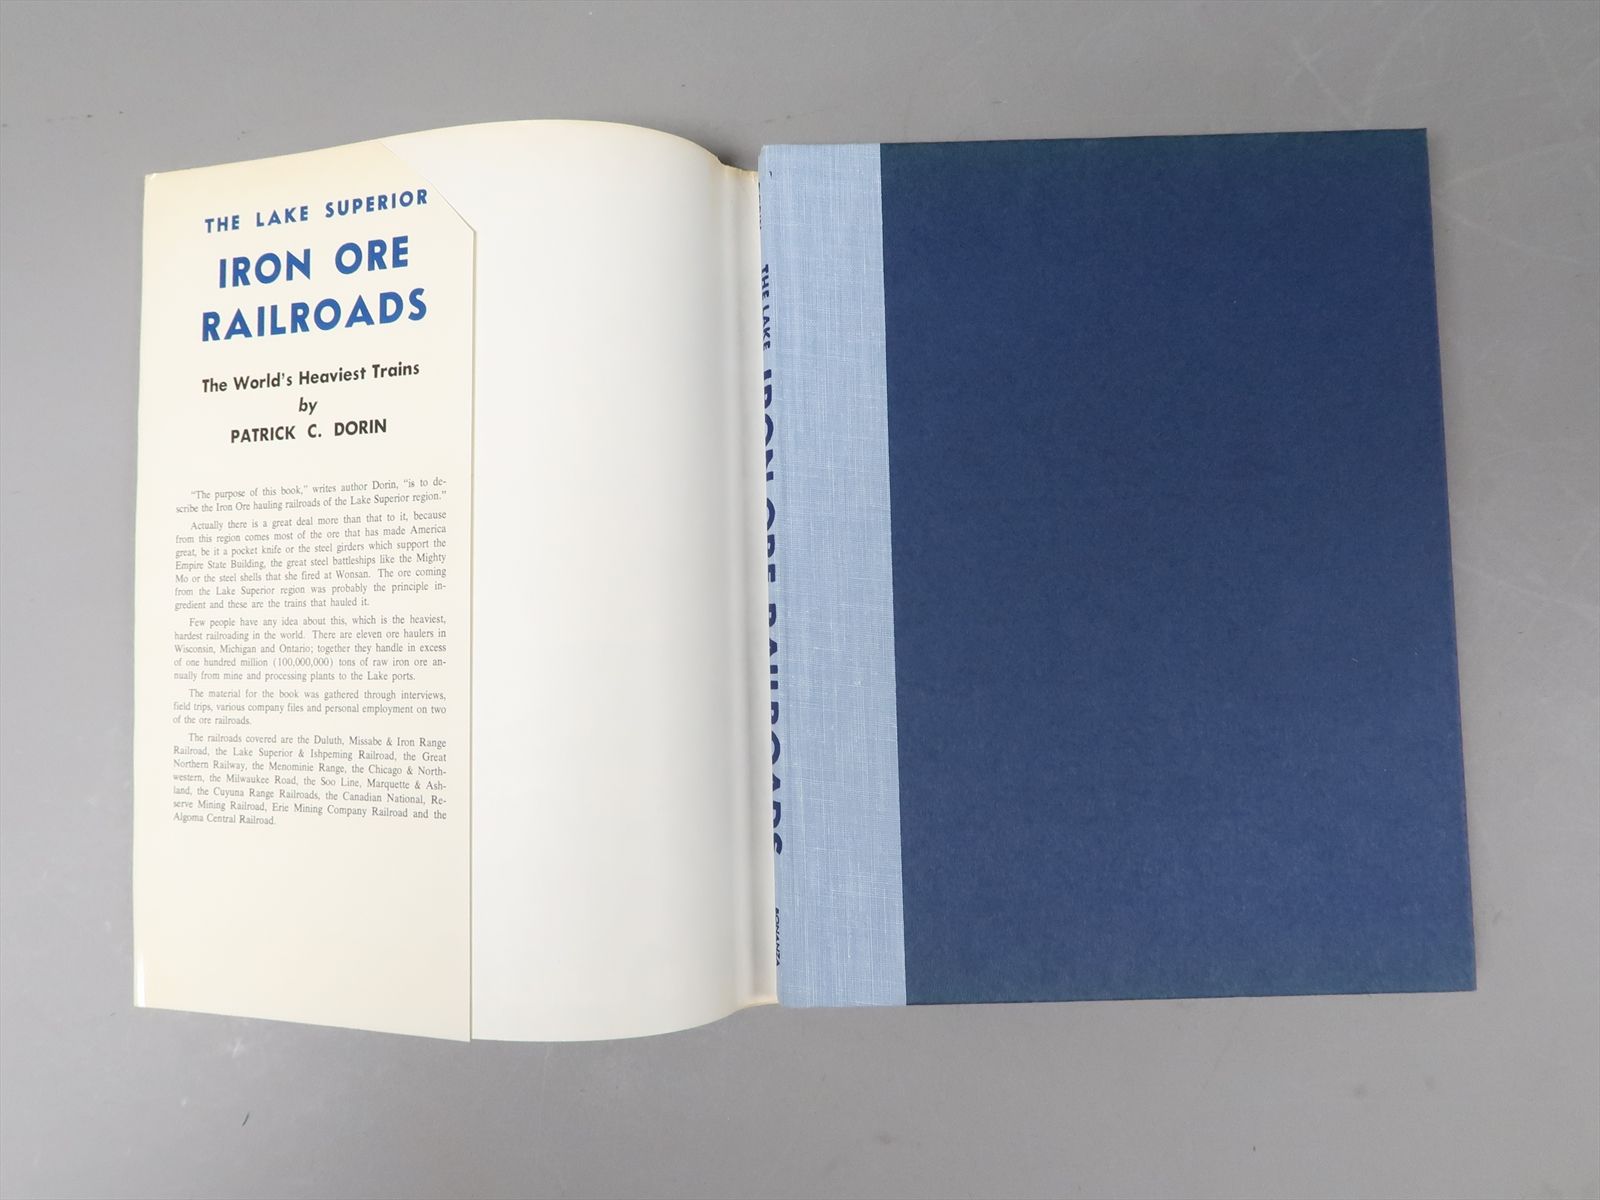 THE LAKE SUPERIOR
IRON ORE
RAILROADS
The World's Heaviest Trains
by
PATRICK C. DORIN
"The purpose of this book," writes author Dorin, "is to de-
scribe the Iron Ore hauling railroads of the Lake Superior region."
Actually there is a great deal more than that to it, because
from this region comes most of the ore that has made America
great, be it a pocket knife or the steel girders which support the
Empire State Building, the great steel battleships like the Mighty
Mo or the steel shells that she fired at Wonsan. The ore coming
from the Lake Superior region was probably the principle in-
gredient and these are the trains that hauled it.
Few people have any idea about this, which is the heaviest,
hardest railroading in the world. There are eleven ore haulers in
Wisconsin, Michigan and Ontario; together they handle in excess
of one hundred million (100,000,000) tons of raw iron ore an-
nually from mine and processing plants to the Lake ports.
The material for the book was gathered through interviews,
field trips, various company files and personal employment on two
of the ore railroads.
The railroads covered are the Duluth, Missabe & Iron Range
Railroad, the Lake Superior & Ishpeming Railroad, the Great
Northern Railway, the Menominie Range, the Chicago & North-
western, the Milwaukee Road, the Soo Line, Marquette & Ash-
land, the Cuyuna Range Railroads, the Canadian National, Re-
serve Mining Railroad, Erie Mining Company Railroad and the
Algoma Central Railroad.
THE LAKE IRON ORE RAILROADS
BONANZA